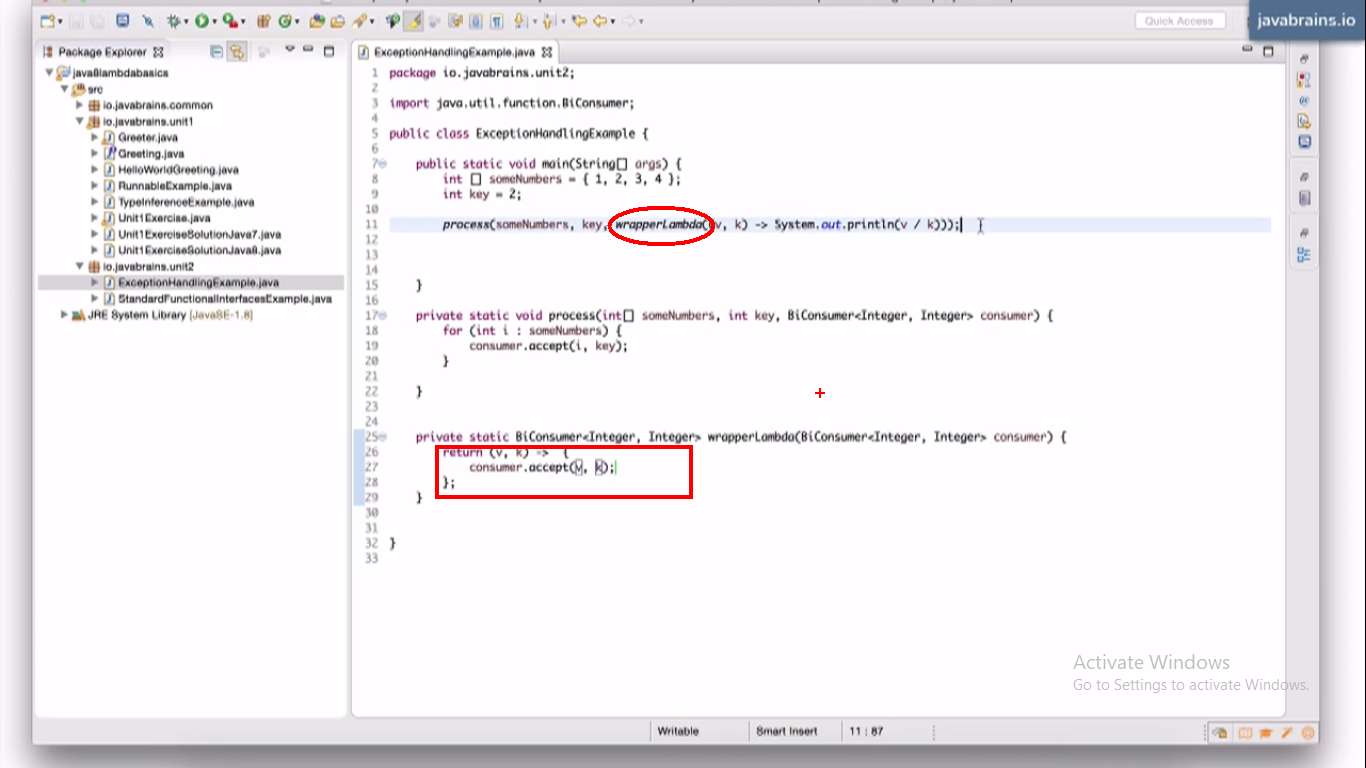 Quick Access
javabrains.io
Package Explorer
java8lambdabasics
src
io.javabrains.common
io.javabrains.unit1
Greeter.java
Greeting.java
HelloWorldGreeting.java
RunnableExample.java
TypeInferenceExample.java
Unit1Exercise.java
Unit1ExerciseSolutionJava7.java
Unit1ExerciseSolutionJava8.java
io.javabrains.unit2
ExceptionHandlingExample.java
StandardFunctionalInterfacesExample.java
JRE System Library [JavaSE-1.8]
ExceptionHandlingExample.java
1 package io.javabrains.unit2;
2
3 import java.util.function.BiConsumer;
4
5 public class ExceptionHandlingExample {
6
7 public static void main(String[] args) {
8 int [] someNumbers = { 1, 2, 3, 4 };
9 int key = 2;
10
11 process(someNumbers, key, wrapperLambda((v, k) -> System.out.println(v / k)));
12
13
14
15 }
16
17 private static void process(int[] someNumbers, int key, BiConsumer<Integer, Integer> consumer) {
18 for (int i : someNumbers) {
19 consumer.accept(i, key);
20 }
21
22 }
23
24
25 private static BiConsumer<Integer, Integer> wrapperLambda(BiConsumer<Integer, Integer> consumer) {
26 return (v, k) -> {
27 consumer.accept(v, k);
28 };
29 }
30
31
32 }
33
Activate Windows
Go to Settings to activate Windows.
Writable
Smart Insert
11 : 87